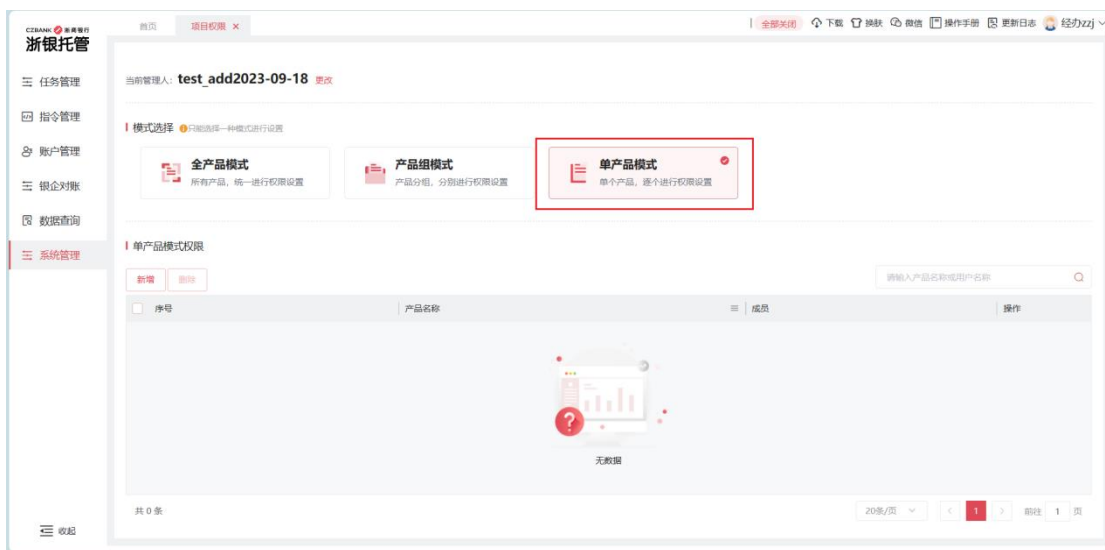 CZBANK 浙商银行
浙银托管
首页 项目权限 ×
全部关闭 下载 换肤 微信 操作手册 更新日志 经办zzj
任务管理
指令管理
账户管理
银企对账
数据查询
系统管理
收起
当前管理人: test_add2023-09-18 更改
模式选择 只能选择一种模式进行设置
全产品模式
所有产品，统一进行权限设置
产品组模式
产品分组，分别进行权限设置
单产品模式
单个产品，逐个进行权限设置
单产品模式权限
新增 删除 请输入产品名称或用户名称
序号 产品名称 成员 操作
无数据
共 0 条 20条/页 1 前往 1 页